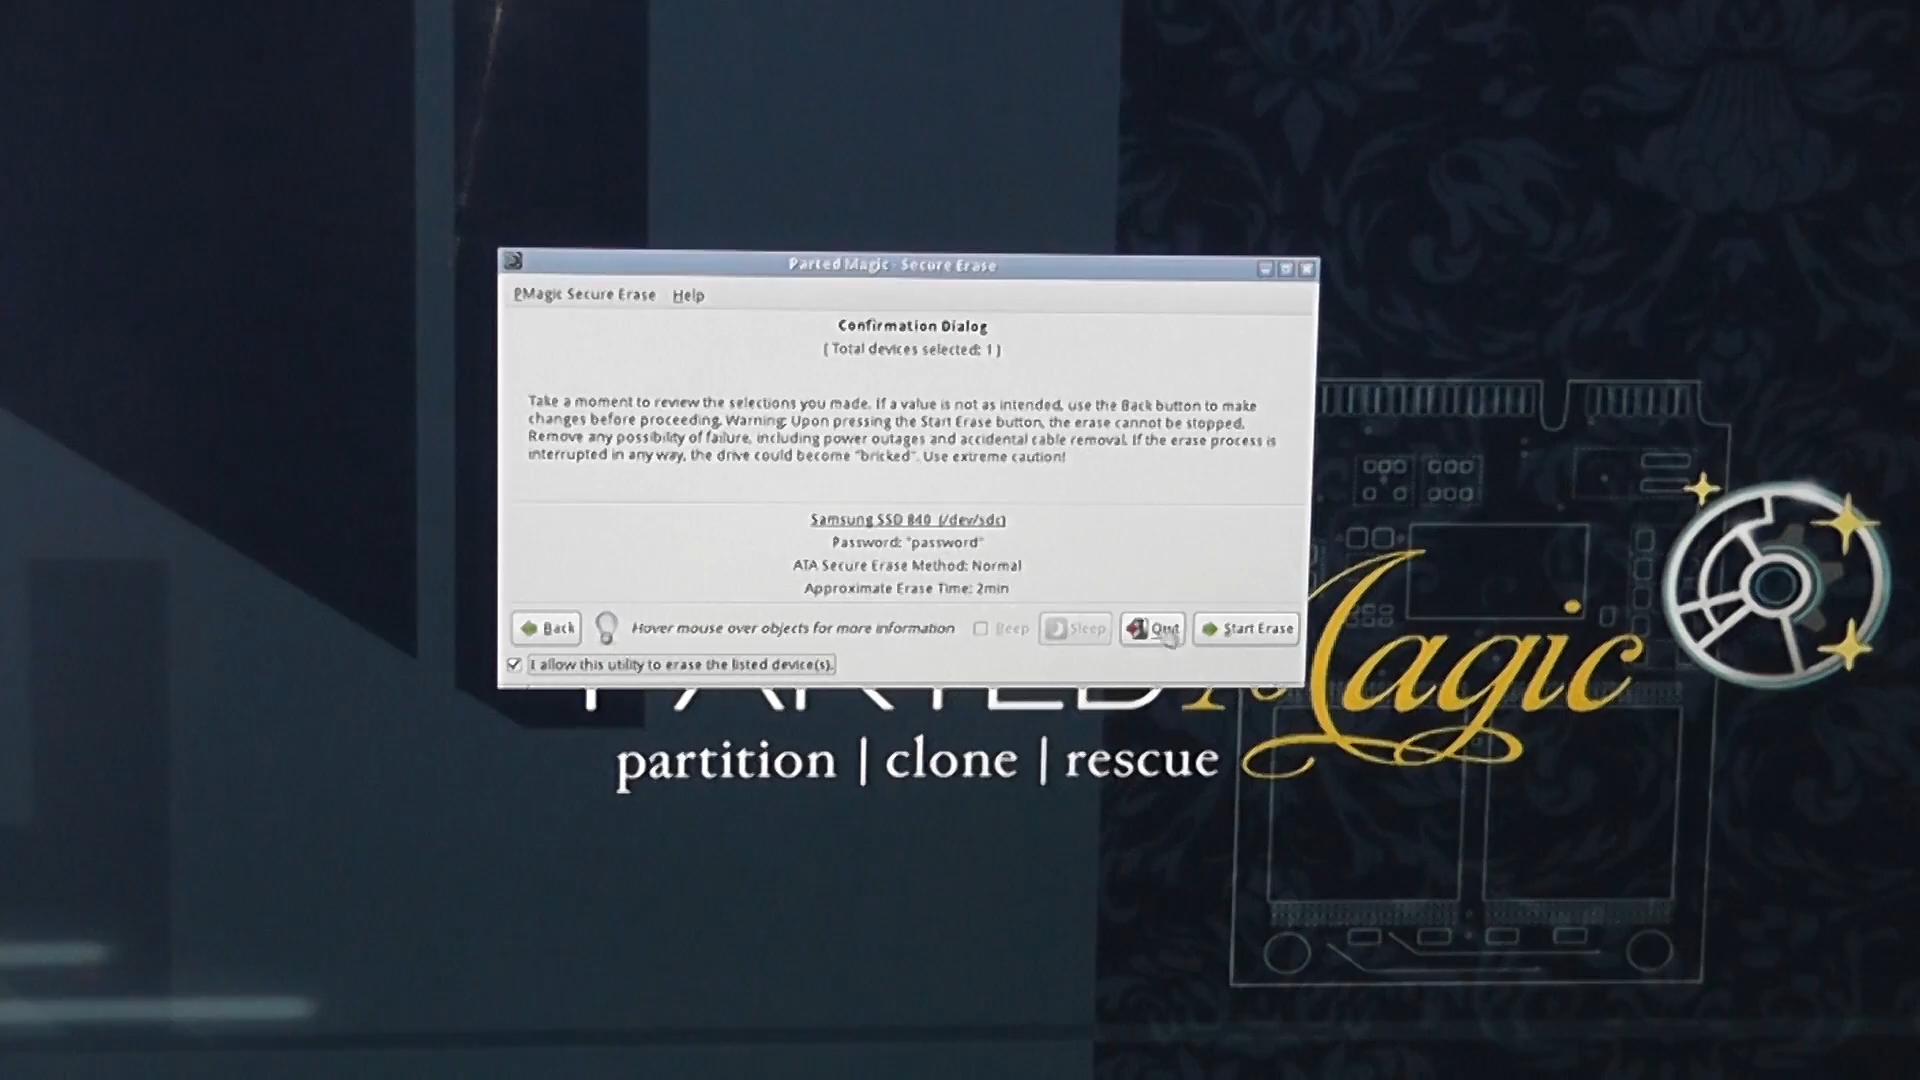 Parted Magic - Secure Erase
PMagic Secure Erase Help
Confirmation Dialog
( Total devices selected: 1 )
Take a moment to review the selections you made. If a value is not as intended, use the Back button to make
changes before proceeding. Warning: Upon pressing the Start Erase button, the erase cannot be stopped.
Remove any possibility of failure, including power outages and accidental cable removal. If the erase process is
interrupted in any way, the drive could become "bricked". Use extreme caution!
Samsung SSD 840 (/dev/sdc)
Password: "password"
ATA Secure Erase Method: Normal
Approximate Erase Time: 2min
Back Hover mouse over objects for more information Beep Sleep Quit Start Erase
I allow this utility to erase the listed device(s).
PARTED Magic
partition | clone | rescue